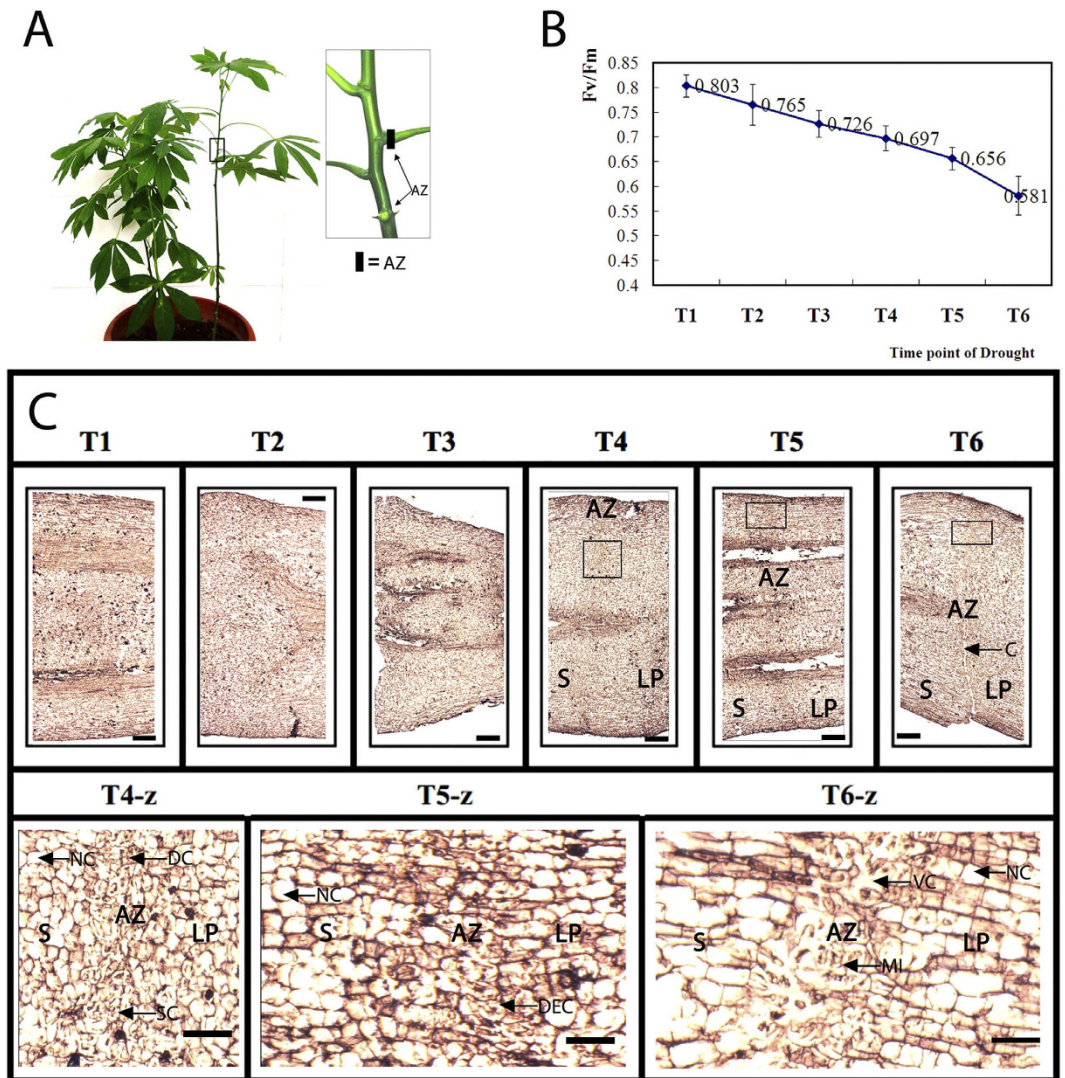 A
AZ
= AZ
B
Fv/Fm
0.85
0.8
0.75
0.7
0.65
0.6
0.55
0.5
0.45
0.4
0.803
0.765
0.726
0.697
0.656
0.581
T1 T2 T3 T4 T5 T6
Time point of Drought
C
T1 T2 T3 T4 T5 T6
AZ
S LP
AZ
S LP
AZ
C
S LP
T4-z T5-z T6-z
NC DC
AZ
S LP
SC
NC
S AZ LP
DEC
VC NC
S AZ LP
MI